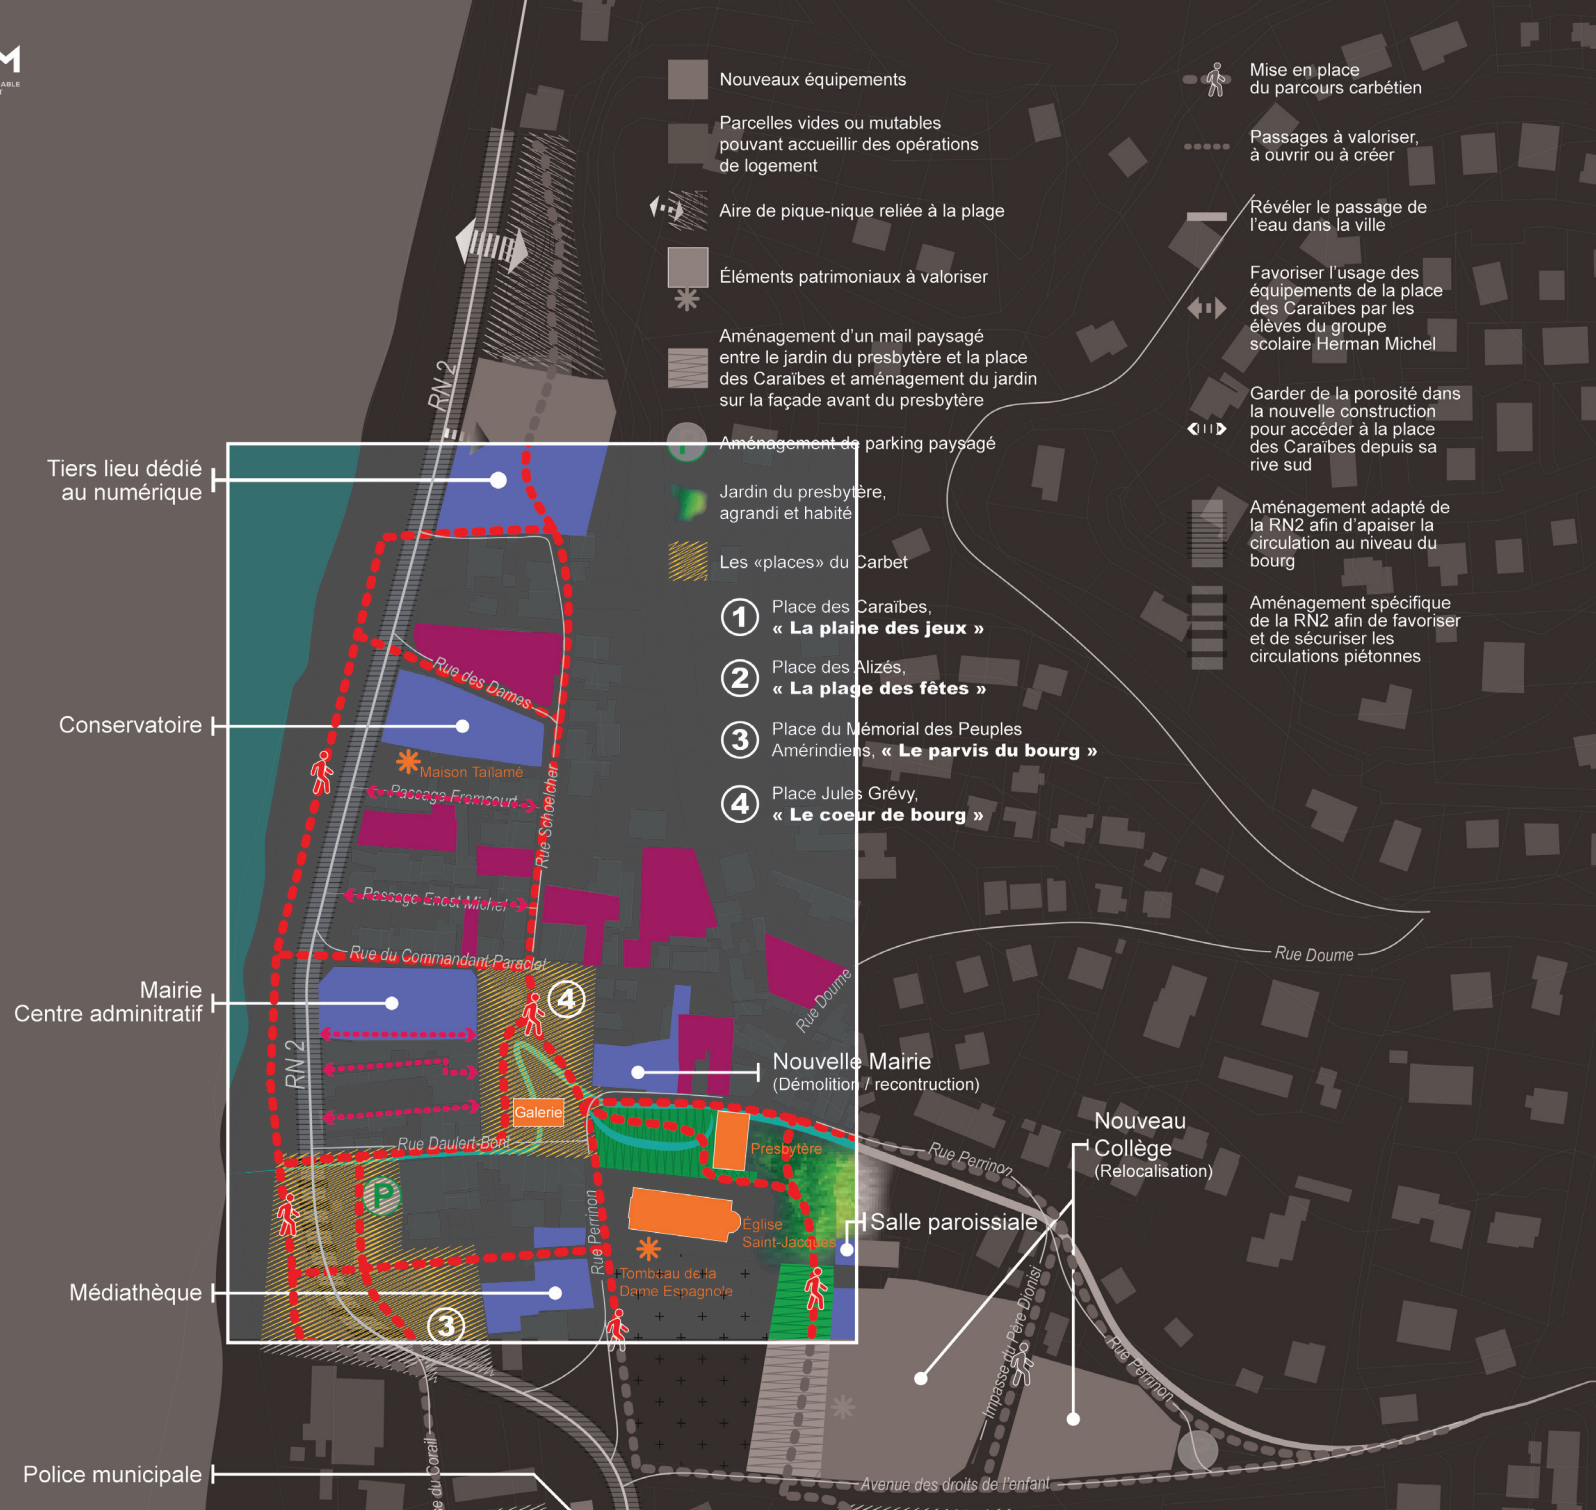 M
ABLE
T
Nouveaux équipements
Parcelles vides ou mutables
pouvant accueillir des opérations
de logement
Aire de pique-nique reliée à la plage
Éléments patrimoniaux à valoriser
Aménagement d'un mail paysagé
entre le jardin du presbytère et la place
des Caraïbes et aménagement du jardin
sur la façade avant du presbytère
P
Aménagement de parking paysagé
Jardin du presbytère,
agrandi et habité
Les «places» du Carbet
1
Place des Caraïbes,
« La plaine des jeux »
2
Place des Alizés,
« La plage des fêtes »
3
Place du Mémorial des Peuples
Amérindiens, « Le parvis du bourg »
4
Place Jules Grévy,
« Le coeur de bourg »
Mise en place
du parcours carbétien
Passages à valoriser,
à ouvrir ou à créer
Révéler le passage de
l'eau dans la ville
Favoriser l'usage des
équipements de la place
des Caraïbes par les
élèves du groupe
scolaire Herman Michel
Garder de la porosité dans
la nouvelle construction
pour accéder à la place
des Caraïbes depuis sa
rive sud
Aménagement adapté de
la RN2 afin d'apaiser la
circulation au niveau du
bourg
Aménagement spécifique
de la RN2 afin de favoriser
et de sécuriser les
circulations piétonnes
RN 2
Tiers lieu dédié
au numérique
Rue des Dames
Conservatoire
Maison Taïlamé
Passage Fromcourt
Rue Schoelcher
Passage Enost Micher
Rue du Commandant Paraclet
Mairie
Centre adminitratif
4
Rue Doume
Rue Doume
RN 2
Nouvelle Mairie
(Démolition / recontruction)
Galerie
Rue Daulert-Bont
Presbytère
Nouveau
Collège
(Relocalisation)
Rue Perrinon
P
Rue Perrinon
Église
Saint-Jacques
Salle paroissiale
Tombeau de la
Dame Espagnole
Médiathèque
3
Impasse du Père Dionisi
Rue Perrinon
Police municipale
e du Corail
Avenue des droits de l'enfant